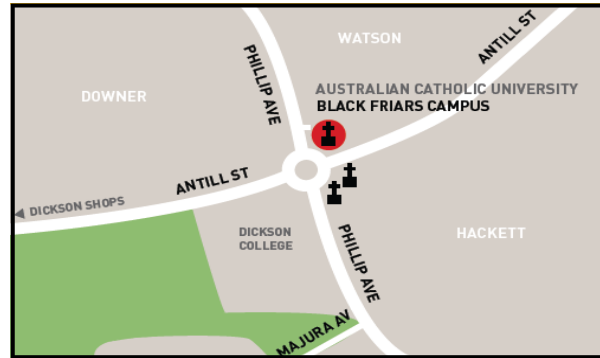 WATSON
ANTILL ST
PHILLIP AVE
DOWNER
AUSTRALIAN CATHOLIC UNIVERSITY
BLACK FRIARS CAMPUS
ANTILL ST
DICKSON SHOPS
DICKSON
COLLEGE
PHILLIP AVE
HACKETT
MAJURA AV